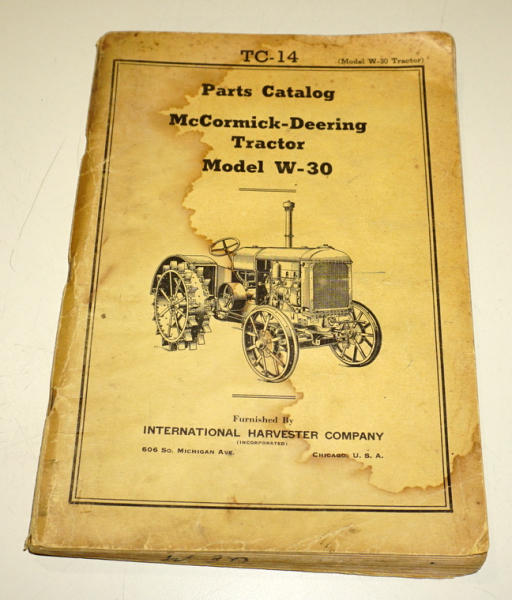 TC-14
(Model W-30 Tractor)
Parts Catalog
McCormick-Deering
Tractor
Model W-30
Furnished By
INTERNATIONAL HARVESTER COMPANY
(INCORPORATED)
606 So. Michigan Ave. Chicago, U. S. A.
W-30